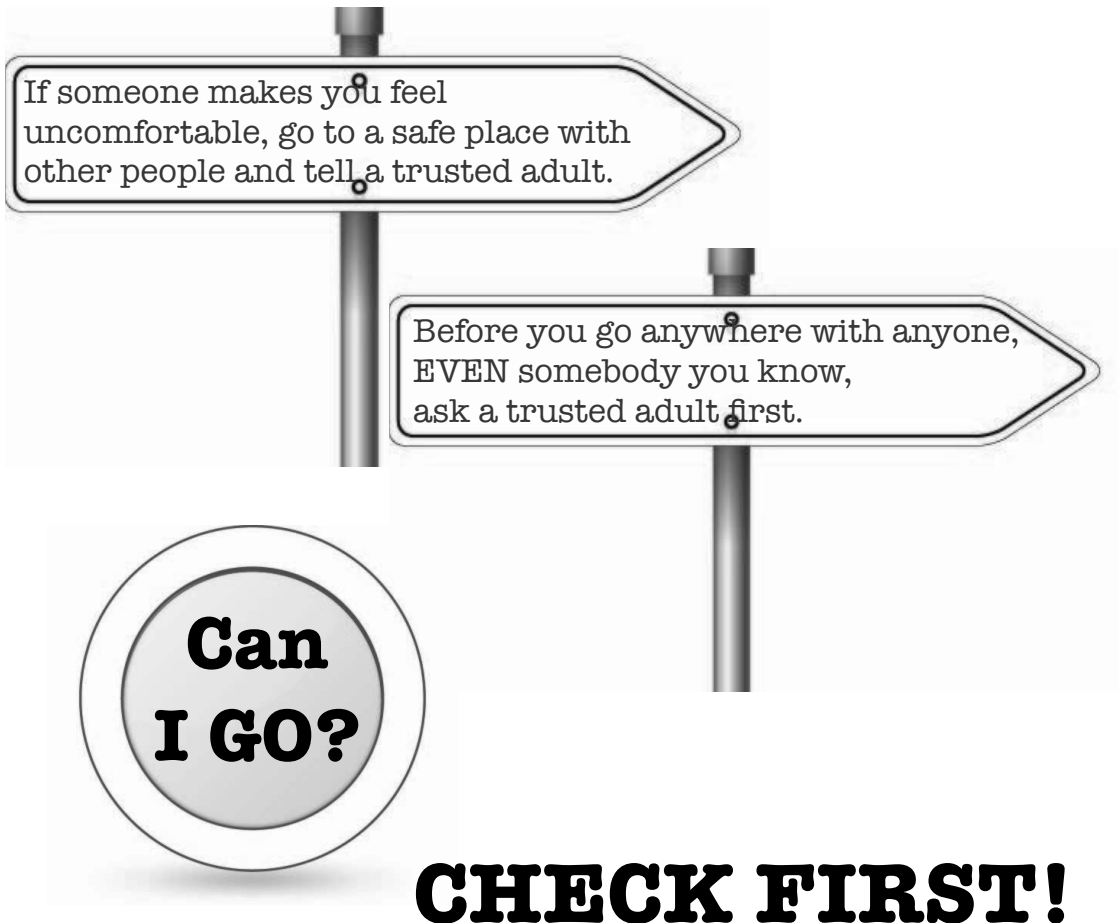 If someone makes you feel
uncomfortable, go to a safe place with
other people and tell a trusted adult.
Before you go anywhere with anyone,
EVEN somebody you know,
ask a trusted adult first.
Can
I GO?
CHECK FIRST!